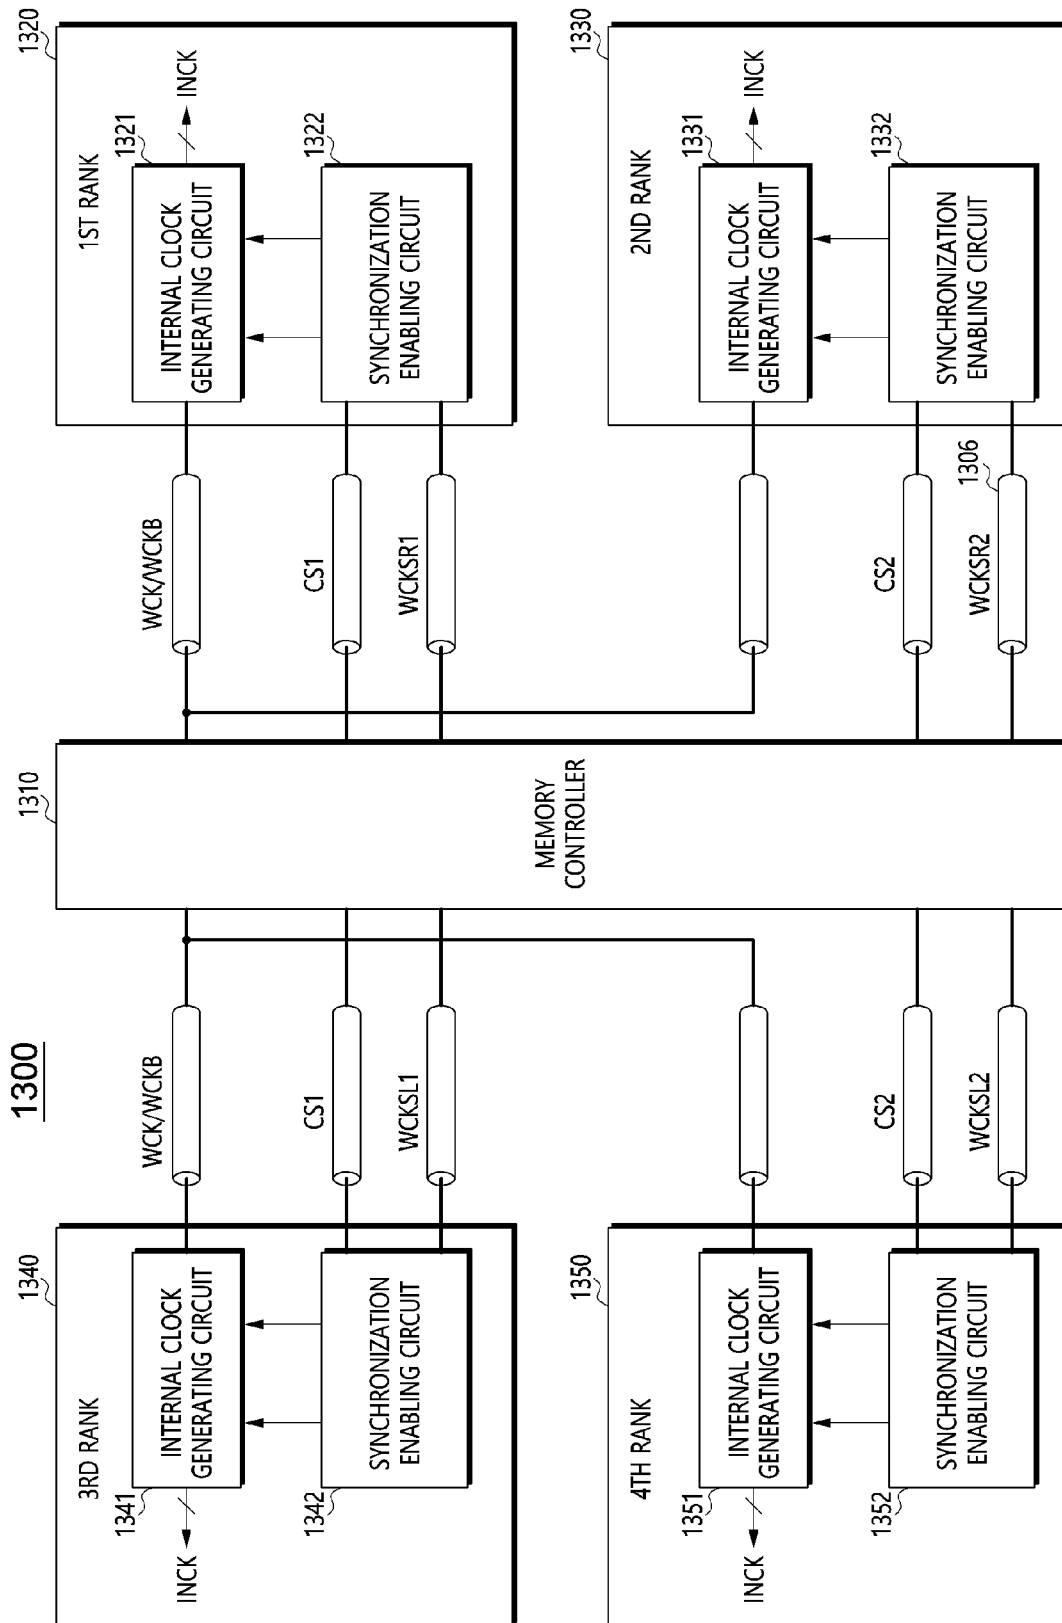 1300
1340
3RD RANK
1341
INTERNAL CLOCK
GENERATING CIRCUIT
INCK
1342
SYNCHRONIZATION
ENABLING CIRCUIT
WCK/WCKB
CS1
WCKSL1
1310
MEMORY
CONTROLLER
WCK/WCKB
CS1
WCKSR1
1320
1ST RANK
1321
INTERNAL CLOCK
GENERATING CIRCUIT
INCK
1322
SYNCHRONIZATION
ENABLING CIRCUIT
1350
4TH RANK
1351
INTERNAL CLOCK
GENERATING CIRCUIT
INCK
1352
SYNCHRONIZATION
ENABLING CIRCUIT
CS2
WCKSL2
CS2
WCKSR2
1306
1330
2ND RANK
1331
INTERNAL CLOCK
GENERATING CIRCUIT
INCK
1332
SYNCHRONIZATION
ENABLING CIRCUIT